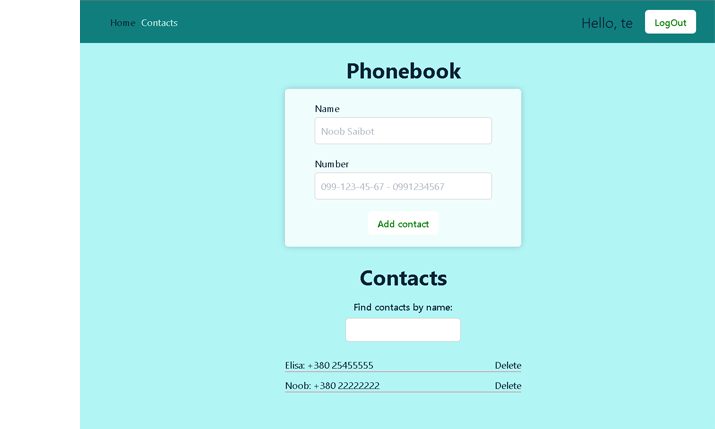 Home Contacts Hello, te LogOut
Phonebook
Name
Noob Saibot
Number
099-123-45-67 - 0991234567
Add contact
Contacts
Find contacts by name:
Elisa: +380 25455555 Delete
Noob: +380 22222222 Delete